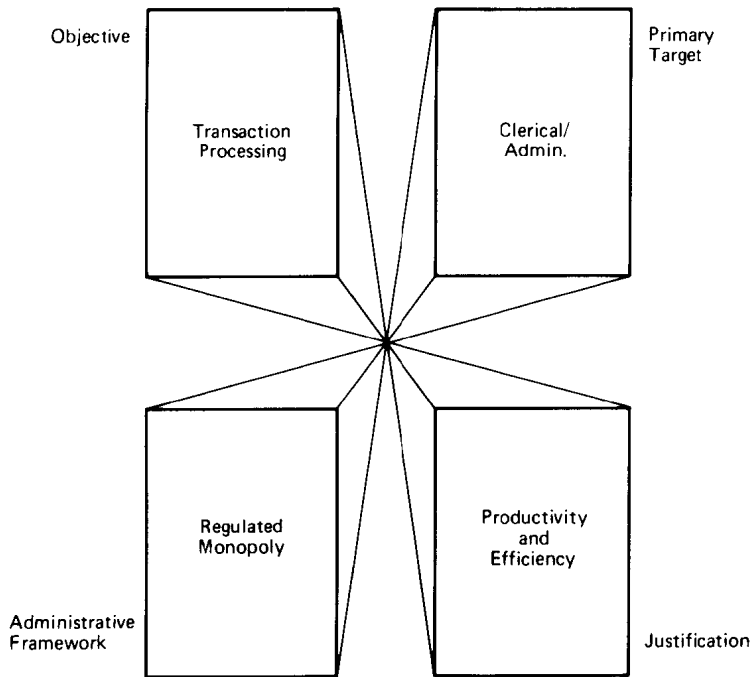 Objective
Transaction
Processing
Clerical/
Admin.
Primary
Target
Regulated
Monopoly
Productivity
and
Efficiency
Administrative
Framework
Justification